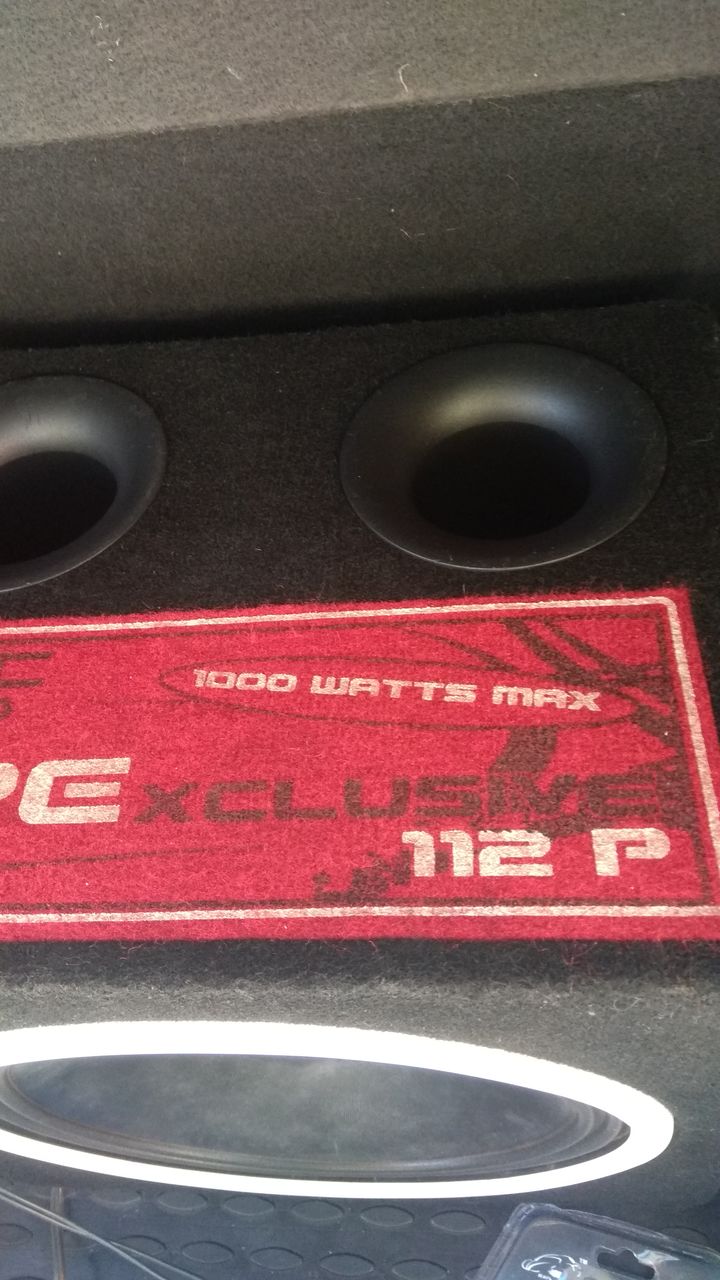 1000 WATTS MAX
PExCLUSIVE
112 P